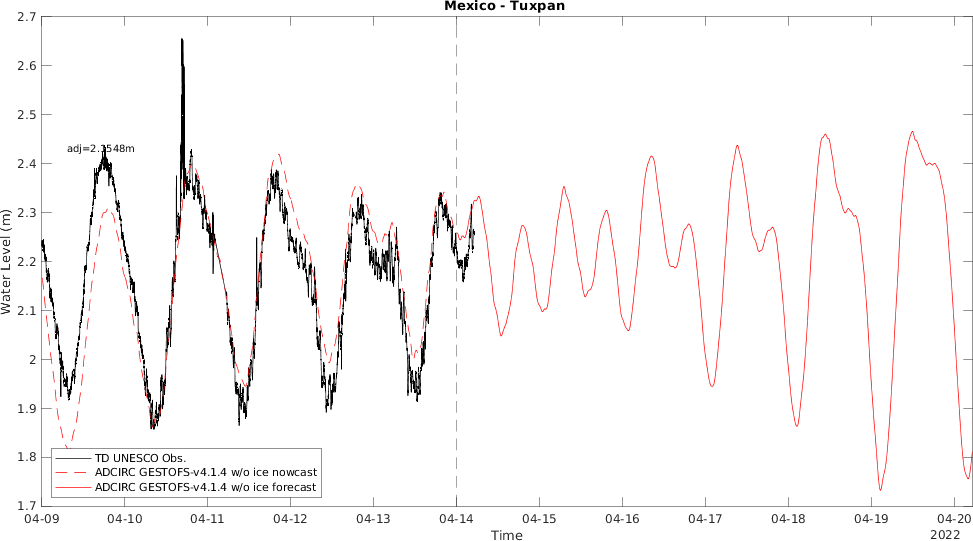 Mexico - Tuxpan
2.7
2.6
2.5
2.4
2.3
2.2
2.1
2
1.9
1.8
1.7
Water Level (m)
TD UNESCO Obs.
ADCIRC GESTOFS-v4.1.4 w/o ice nowcast
ADCIRC GESTOFS-v4.1.4 w/o ice forecast
04-09 04-10 04-11 04-12 04-13 04-14 04-15 04-16 04-17 04-18 04-19 04-20
Time
2022